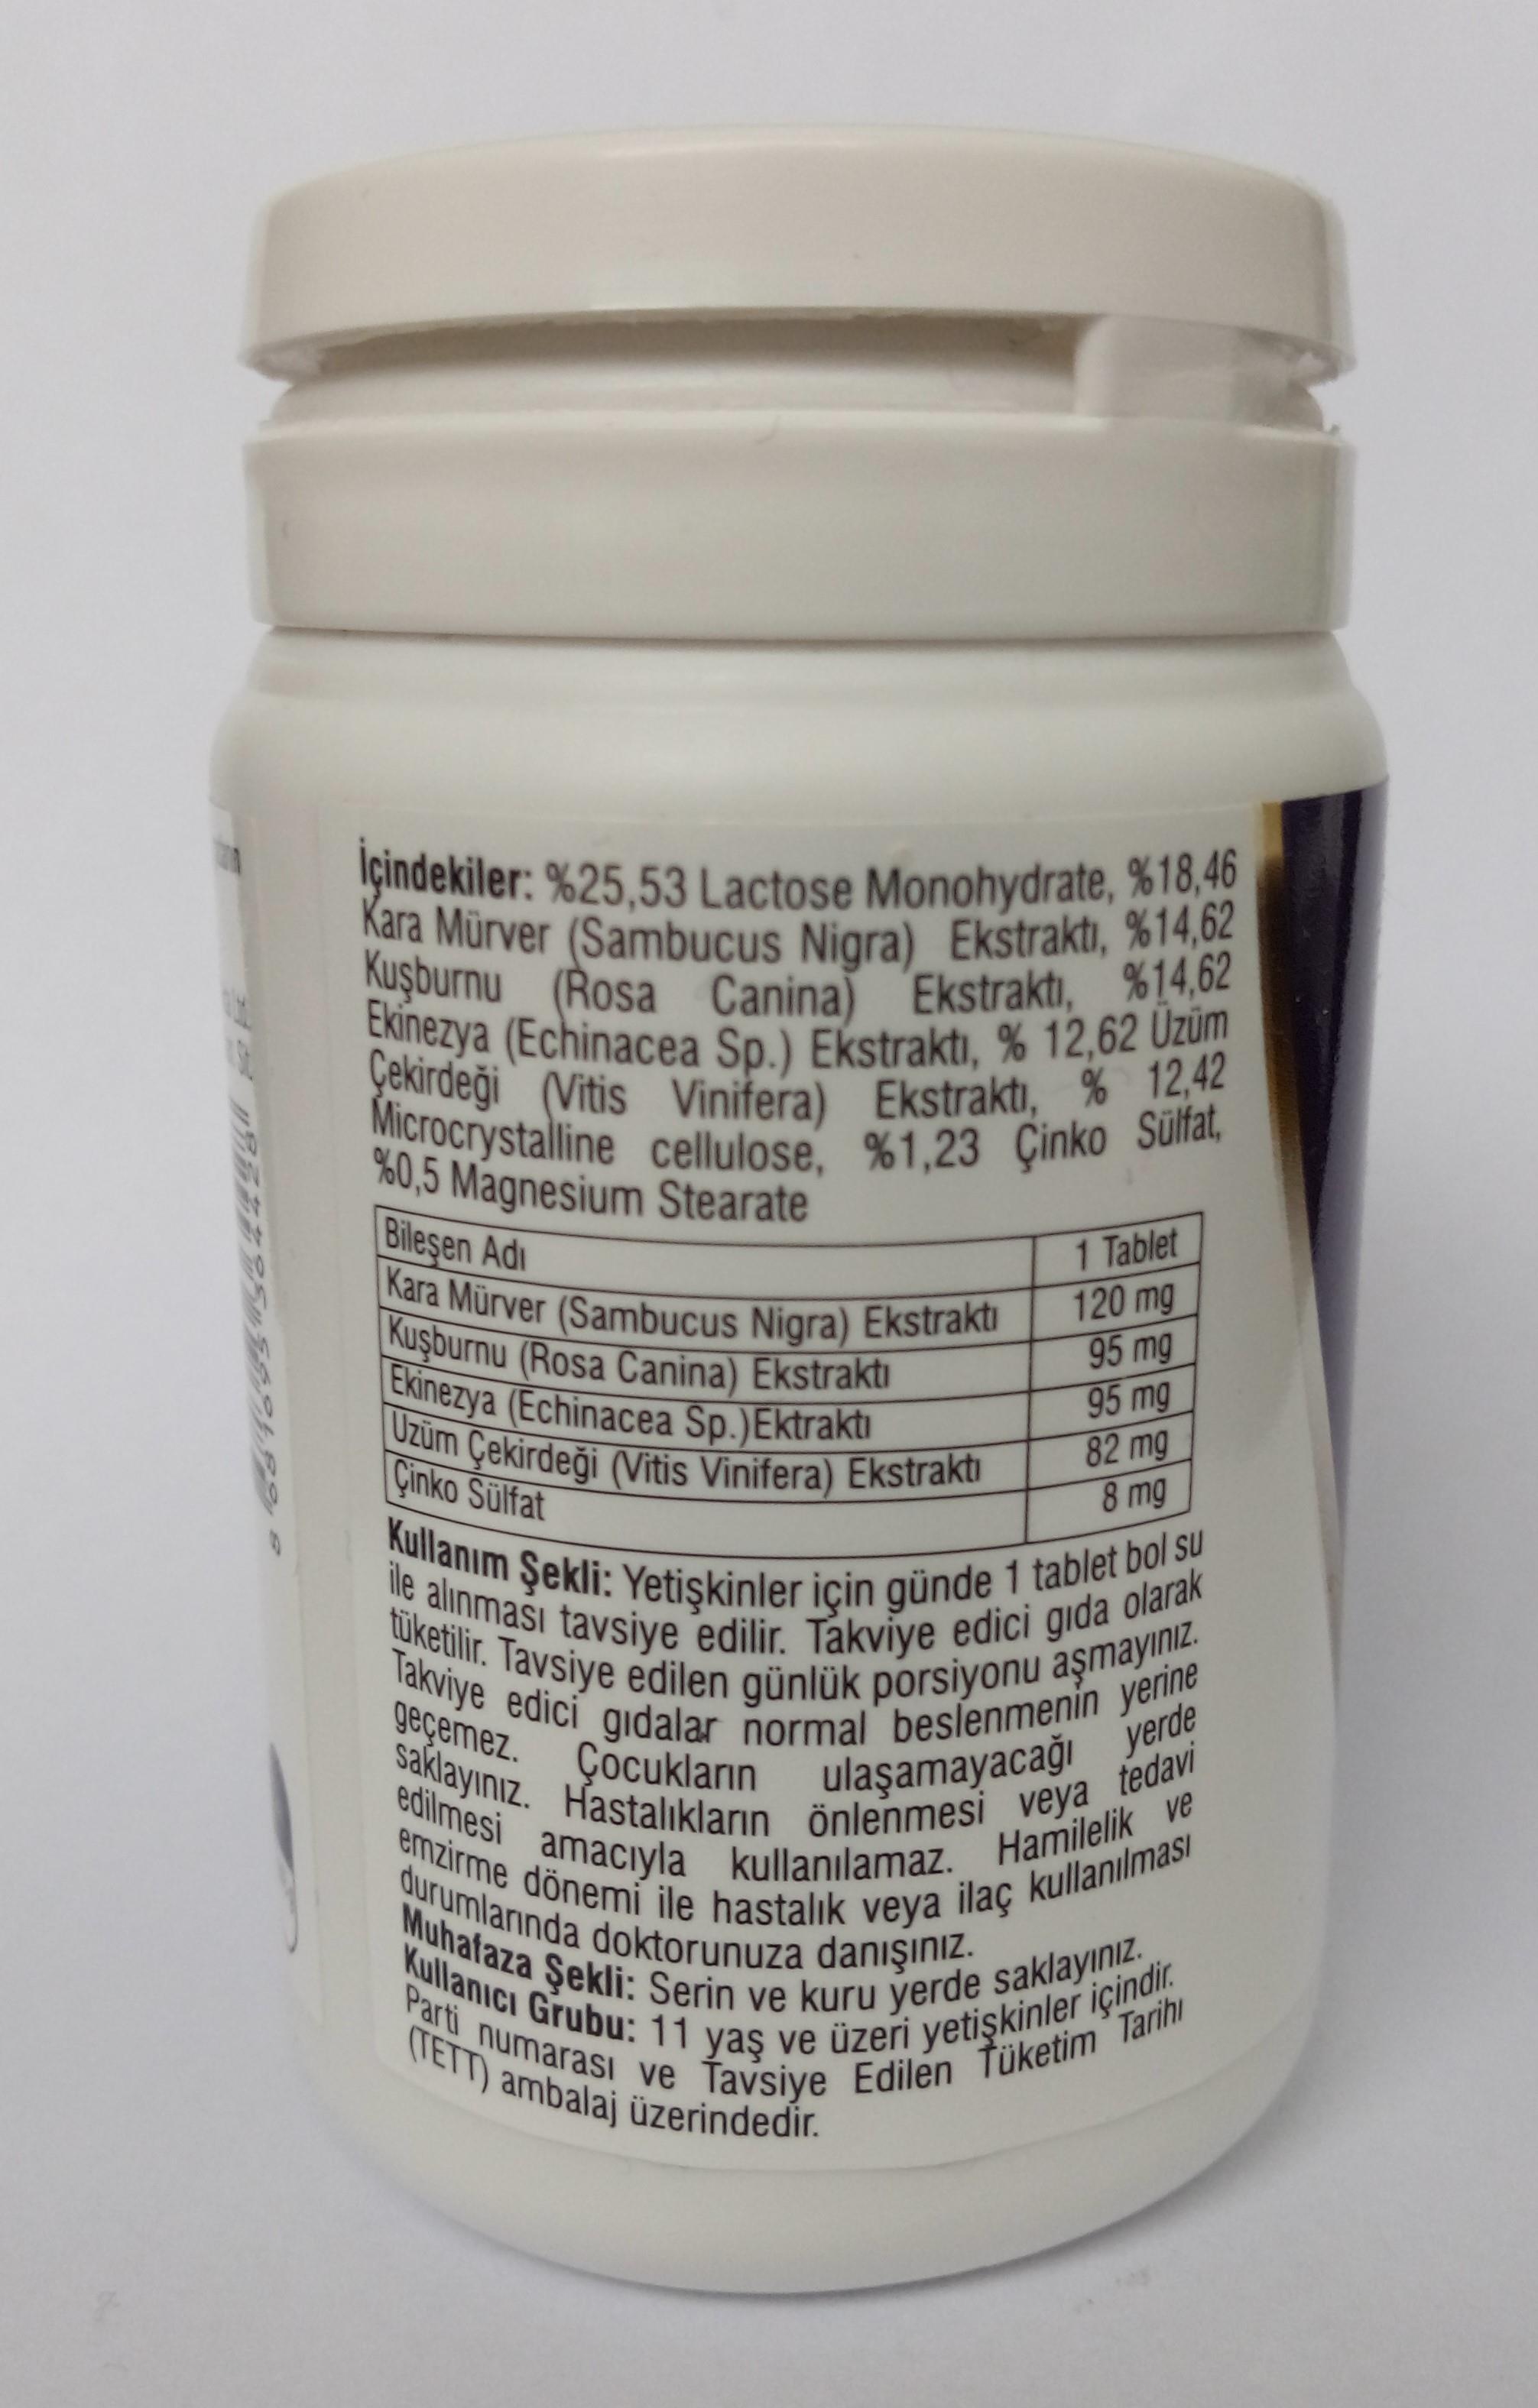 İçindekiler: %25,53 Lactose Monohydrate, %18,46
Kara Mürver (Sambucus Nigra) Ekstraktı, %14,62
Kuşburnu (Rosa Canina) Ekstraktı, %14,62
Ekinezya (Echinacea Sp.) Ekstraktı, % 12,62 Üzüm
Çekirdeği (Vitis Vinifera) Ekstraktı, % 12,42
Microcrystalline cellulose, %1,23 Çinko Sülfat,
%0,5 Magnesium Stearate
Bileşen Adı 1 Tablet
Kara Mürver (Sambucus Nigra) Ekstraktı 120 mg
Kuşburnu (Rosa Canina) Ekstraktı 95 mg
Ekinezya (Echinacea Sp.)Ektraktı 95 mg
Üzüm Çekirdeği (Vitis Vinifera) Ekstraktı 82 mg
Çinko Sülfat 8 mg
Kullanım Şekli: Yetişkinler için günde 1 tablet bol su
ile alınması tavsiye edilir. Takviye edici gıda olarak
tüketilir. Tavsiye edilen günlük porsiyonu aşmayınız.
Takviye edici gıdalar normal beslenmenin yerine
geçemez. Çocukların ulaşamayacağı yerde
saklayınız. Hastalıkların önlenmesi veya tedavi
edilmesi amacıyla kullanılamaz. Hamilelik ve
emzirme dönemi ile hastalık veya ilaç kullanılması
durumlarında doktorunuza danışınız.
Muhafaza Şekli: Serin ve kuru yerde saklayınız.
Kullanıcı Grubu: 11 yaş ve üzeri yetişkinler içindir.
Parti numarası ve Tavsiye Edilen Tüketim Tarihi
(TETT) ambalaj üzerindedir.